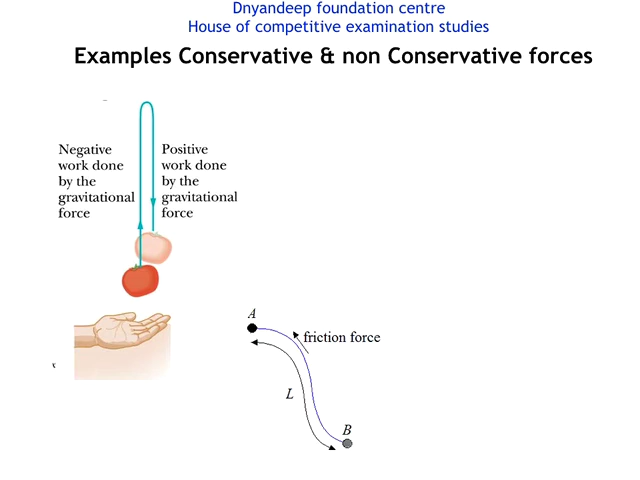 Dnyandeep foundation centre
House of competitive examination studies
Examples Conservative & non Conservative forces
Negative
work done
by the
gravitational
force
Positive
work done
by the
gravitational
force
A
friction force
L
B